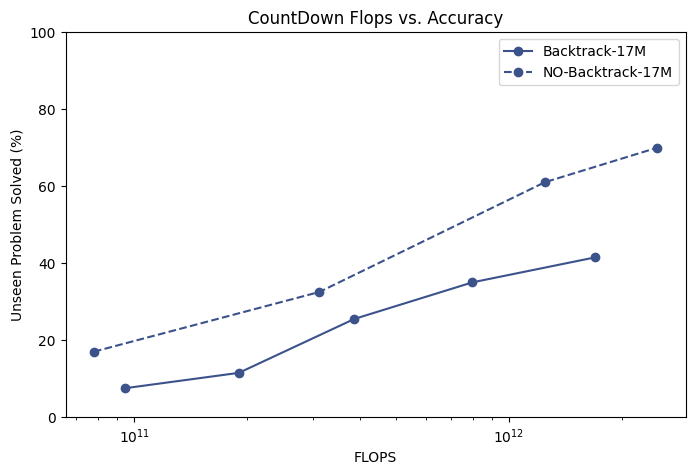 CountDown Flops vs. Accuracy
Backtrack-17M
NO-Backtrack-17M
100
80
60
40
20
0
Unseen Problem Solved (%)
10¹¹
10¹²
FLOPS